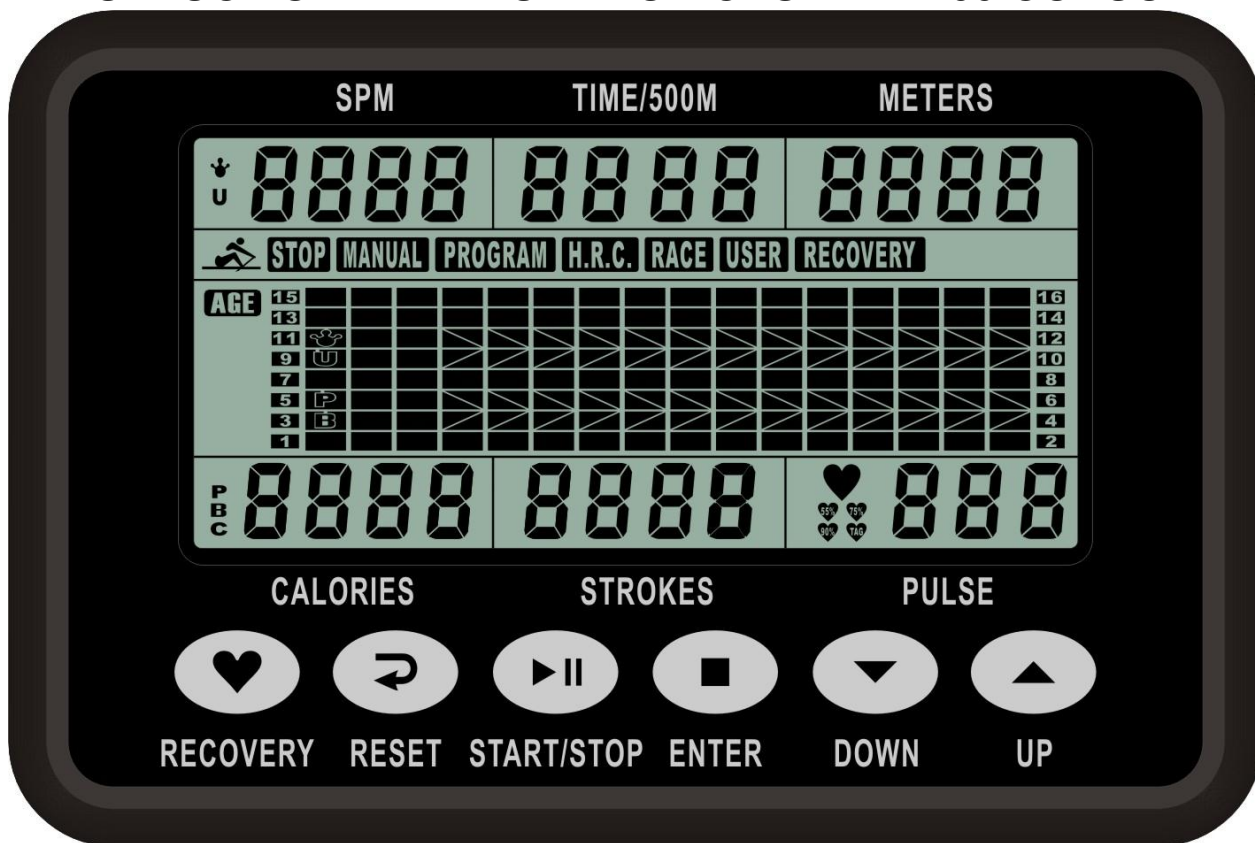 SPM TIME/500M METERS
8888 8888 8888
U
STOP MANUAL PROGRAM H.R.C. RACE USER RECOVERY
AGE 15 16
13 14
11 12
9 U 10
7 8
5 P 6
3 B 4
1 2
P
B
C
8888 8888 888
55% 75%
90% TAG
CALORIES STROKES PULSE
RECOVERY RESET START/STOP ENTER DOWN UP